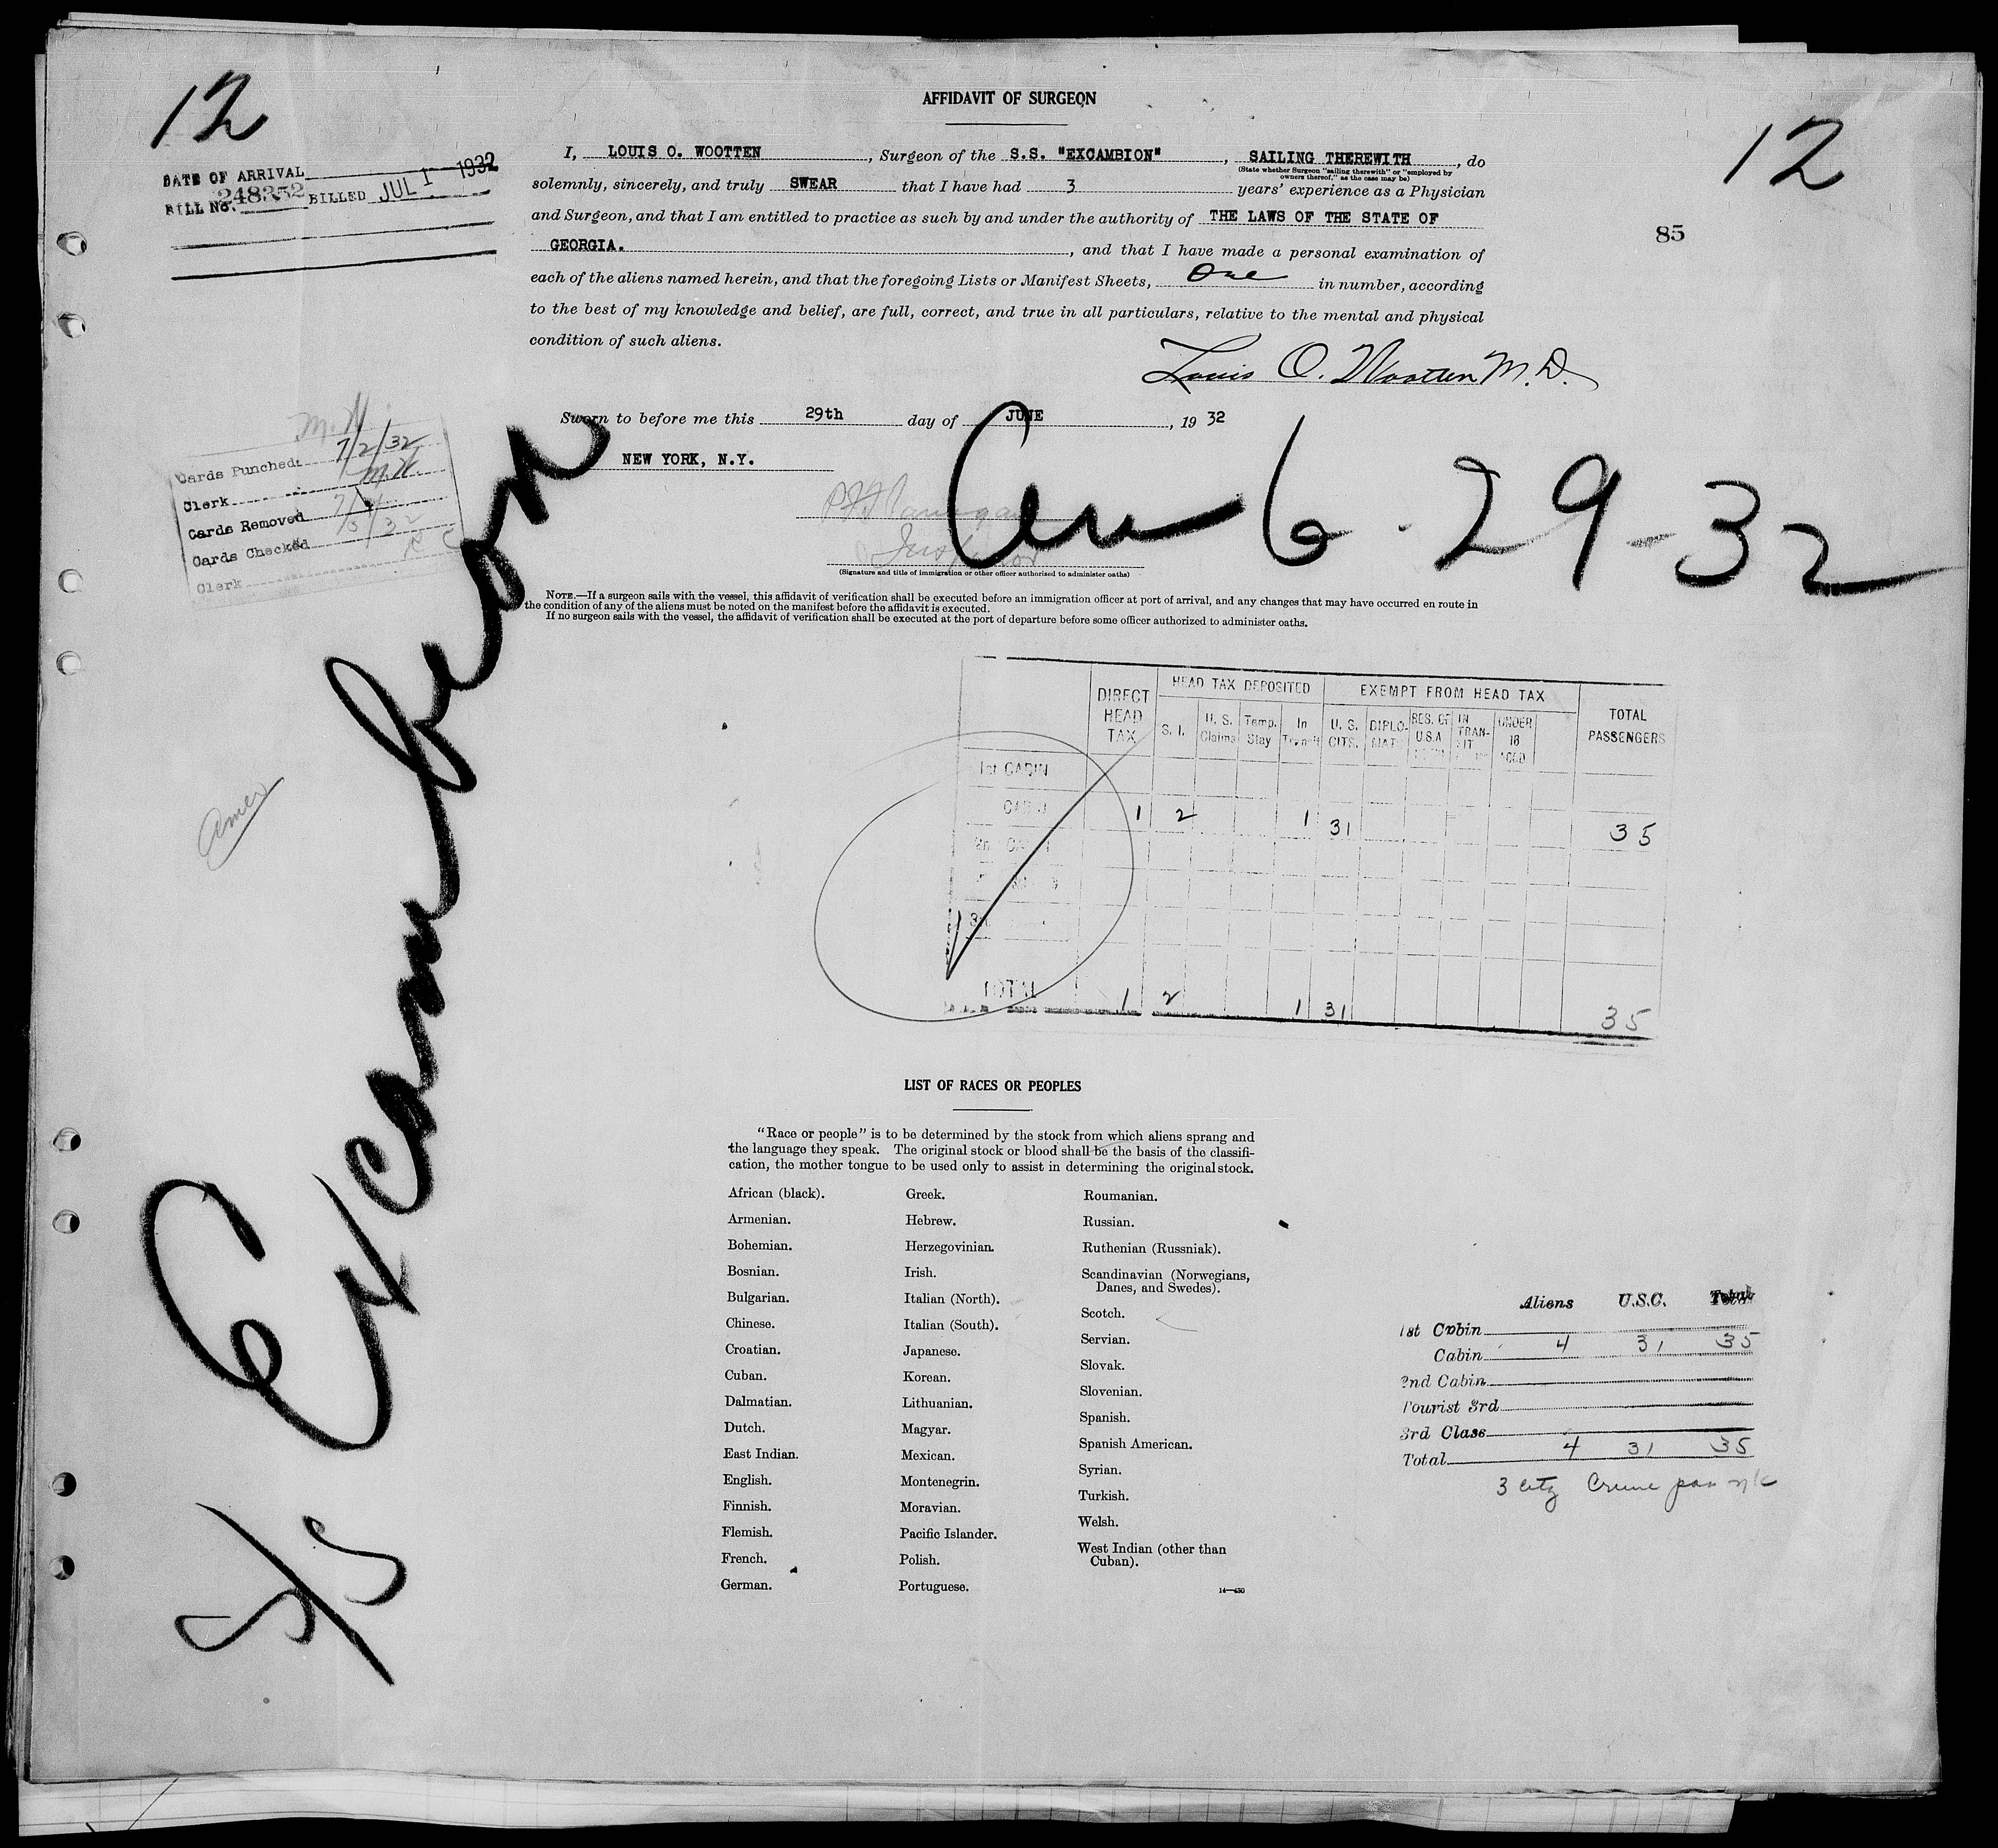 12
12
DATE OF ARRIVAL
BILL No. 248352 BILLED JUL 1 1932
85
AFFIDAVIT OF SURGEON
I, LOUIS O. WOOTTEN, Surgeon of the S.S. "EXCAMBION", SAILING THEREWITH, do
(State whether Surgeon "sailing therewith" or "employed by
owners thereof," as the case may be)
solemnly, sincerely, and truly SWEAR that I have had 3 years' experience as a Physician
and Surgeon, and that I am entitled to practice as such by and under the authority of THE LAWS OF THE STATE OF
GEORGIA., and that I have made a personal examination of
each of the aliens named herein, and that the foregoing Lists or Manifest Sheets, One in number, according
to the best of my knowledge and belief, are full, correct, and true in all particulars, relative to the mental and physical
condition of such aliens.
Louis O. Wootten M.D.
Sworn to before me this 29th day of JUNE, 19 32
NEW YORK, N.Y.
6-29-32
(Signature and title of immigration or other officer authorized to administer oaths)
M.H.
Cards Punched: 7/2/32
Clerk M.H.
Cards Removed
Cards Checked
Clerk
NOTE.—If a surgeon sails with the vessel, this affidavit of verification shall be executed before an immigration officer at port of arrival, and any changes that may have occurred en route in
the condition of any of the aliens must be noted on the manifest before the affidavit is executed.
If no surgeon sails with the vessel, the affidavit of verification shall be executed at the port of departure before some officer authorized to administer oaths.
S/S Excambion
DIRECT HEAD TAX
HEAD TAX DEPOSITED
EXEMPT FROM HEAD TAX
TOTAL PASSENGERS
S. I. U. S. Claims Temp. Stay In Transit U. S. CITS. DIPLO-MATS RES. OF U.S.A IN TRAN-SIT UNDER 16
1st CABIN
CABIN 1 2 1 31 35
2nd CABIN
3rd
TOTAL 1 2 1 31 35
LIST OF RACES OR PEOPLES
"Race or people" is to be determined by the stock from which aliens sprang and
the language they speak. The original stock or blood shall be the basis of the classifi-
cation, the mother tongue to be used only to assist in determining the original stock.
African (black).
Armenian.
Bohemian.
Bosnian.
Bulgarian.
Chinese.
Croatian.
Cuban.
Dalmatian.
Dutch.
East Indian.
English.
Finnish.
Flemish.
French.
German.
Greek.
Hebrew.
Herzegovinian.
Irish.
Italian (North).
Italian (South).
Japanese.
Korean.
Lithuanian.
Magyar.
Mexican.
Montenegrin.
Moravian.
Pacific Islander.
Polish.
Portuguese.
Roumanian.
Russian.
Ruthenian (Russniak).
Scandinavian (Norwegians,
Danes, and Swedes).
Scotch.
Servian.
Slovak.
Slovenian.
Spanish.
Spanish American.
Syrian.
Turkish.
Welsh.
West Indian (other than
Cuban).
14—430
Aliens U.S.C. Total
1st Cabin
Cabin 4 31 35
2nd Cabin
Tourist 3rd
3rd Class
Total 4 31 35